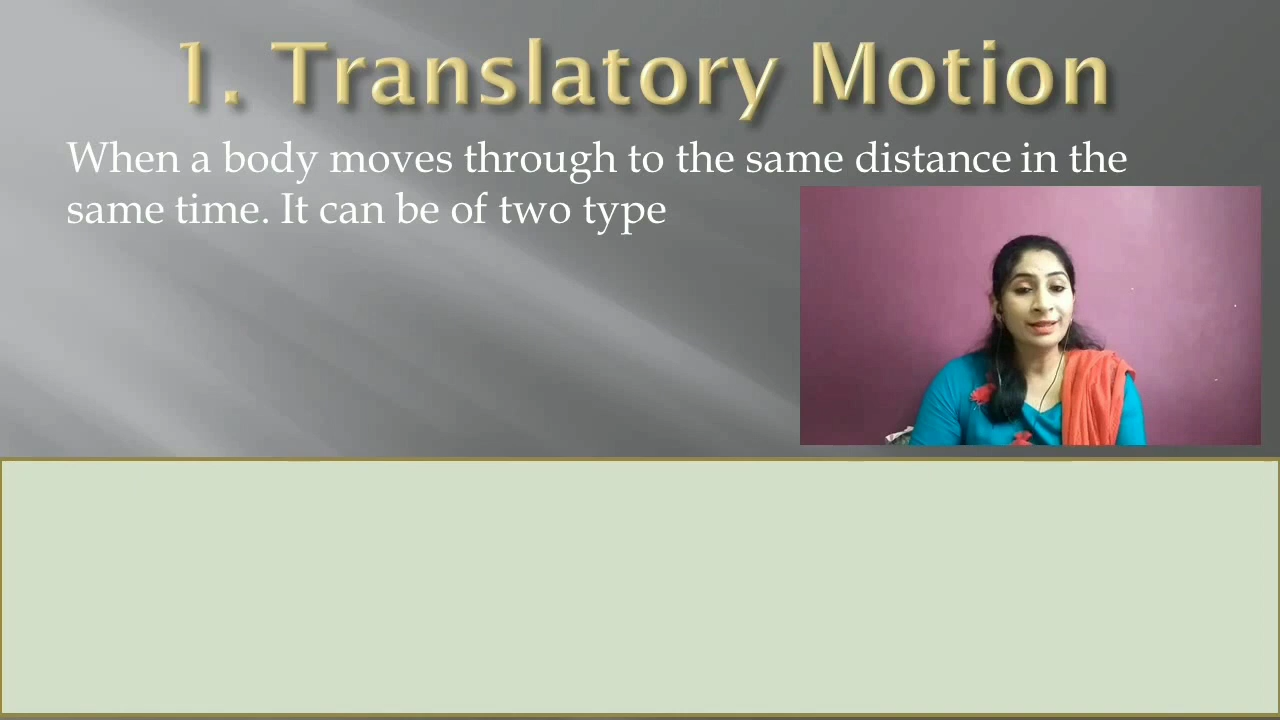 1. Translatory Motion
When a body moves through to the same distance in the
same time. It can be of two type